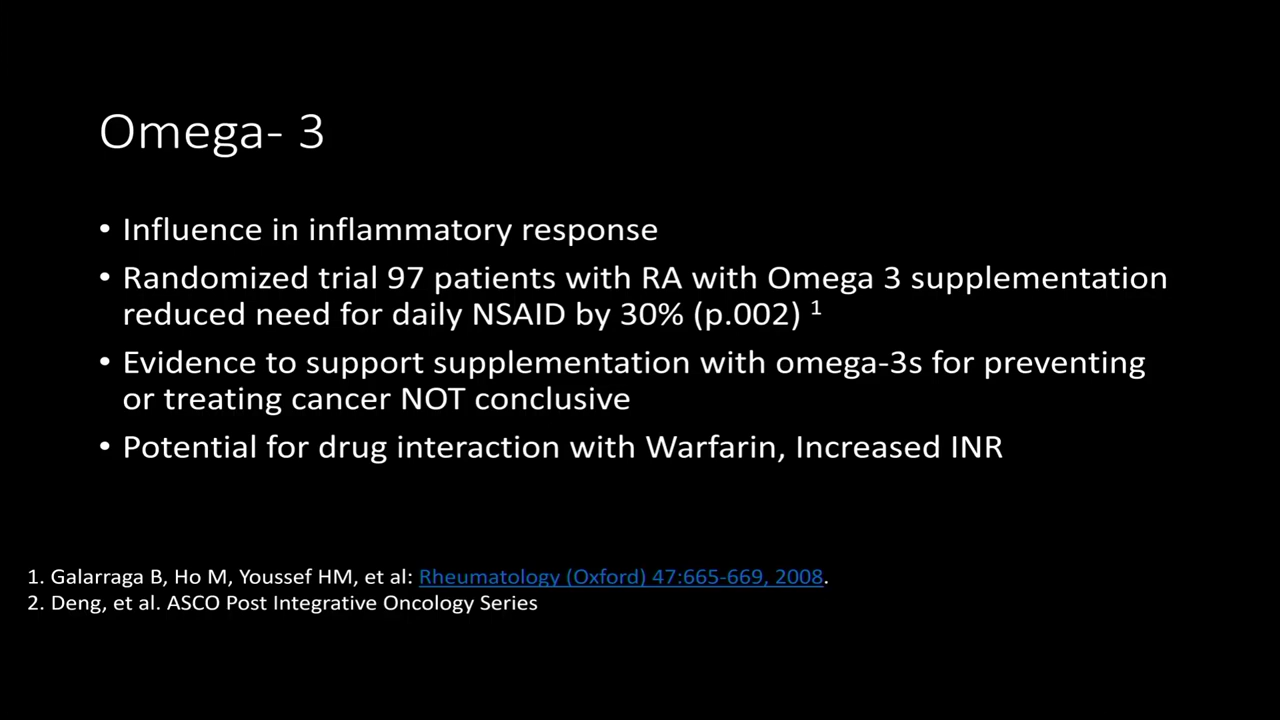 Omega- 3
• Influence in inflammatory response
• Randomized trial 97 patients with RA with Omega 3 supplementation
reduced need for daily NSAID by 30% (p.002) 1
• Evidence to support supplementation with omega-3s for preventing
or treating cancer NOT conclusive
• Potential for drug interaction with Warfarin, Increased INR
1. Galarraga B, Ho M, Youssef HM, et al: Rheumatology (Oxford) 47:665-669, 2008.
2. Deng, et al. ASCO Post Integrative Oncology Series